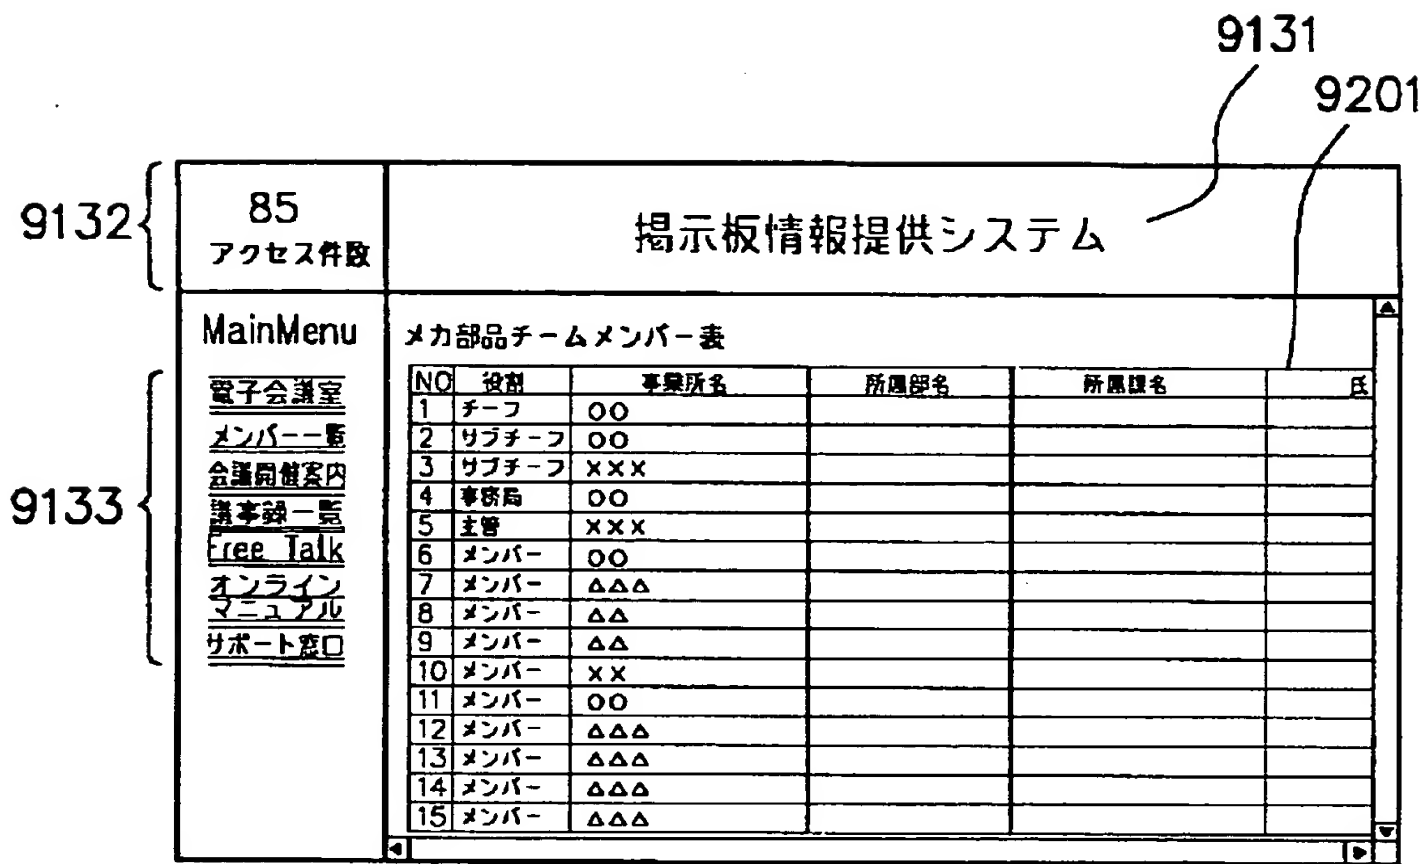 9131
9201
9132
85
アクセス件数
掲示板情報提供システム
MainMenu
9133
電子会議室
メンバー一覧
会議開催案内
議事録一覧
Free Talk
オンライン
マニュアル
サポート窓口
メカ部品チームメンバー表
NO 役割 事業所名 所属部名 所属課名 氏
1 チーフ ○○
2 サブチーフ ○○
3 サブチーフ ×××
4 事務局 ○○
5 主管 ×××
6 メンバー ○○
7 メンバー △△△
8 メンバー △△
9 メンバー △△
10 メンバー ××
11 メンバー ○○
12 メンバー △△△
13 メンバー △△△
14 メンバー △△△
15 メンバー △△△